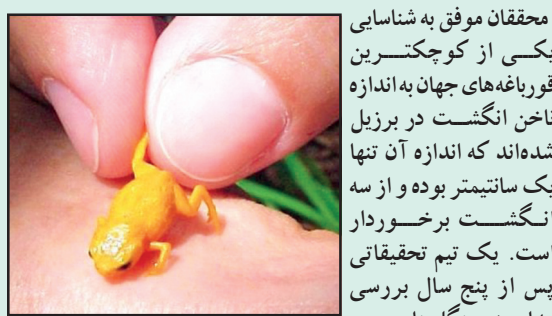 محققان موفق به شناسایی
یکی از کوچکترین
قورباغه‌های جهان به اندازه
ناخن انگشت در برزیل
شده‌اند که اندازه آن تنها
یک سانتیمتر بوده و از سه
انگشت برخوردار
است. یک تیم تحقیقاتی
پس از پنج سال بررسی